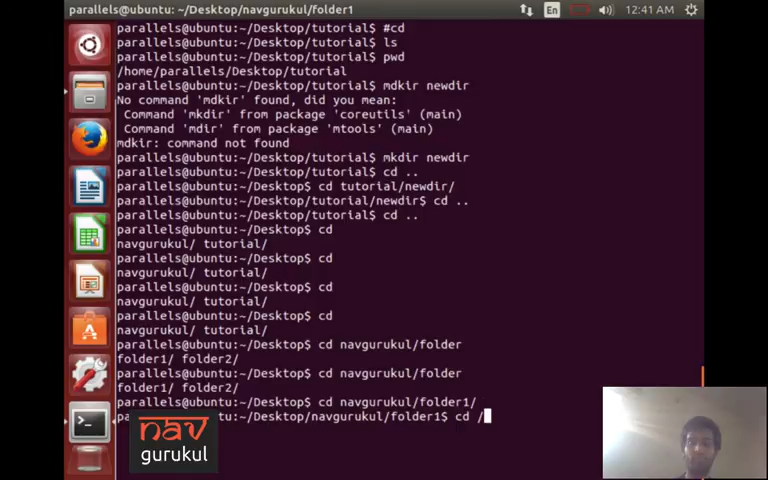 parallels@ubuntu: ~/Desktop/navgurukul/folder1
En
12:41 AM
parallels@ubuntu:~/Desktop/tutorial$ #cd
parallels@ubuntu:~/Desktop/tutorial$ ls
parallels@ubuntu:~/Desktop/tutorial$ pwd
/home/parallels/Desktop/tutorial
parallels@ubuntu:~/Desktop/tutorial$ mdkir newdir
No command 'mdkir' found, did you mean:
Command 'mkdir' from package 'coreutils' (main)
Command 'mdir' from package 'mtools' (main)
mdkir: command not found
parallels@ubuntu:~/Desktop/tutorial$ mkdir newdir
parallels@ubuntu:~/Desktop/tutorial$ cd ..
parallels@ubuntu:~/Desktop$ cd tutorial/newdir/
parallels@ubuntu:~/Desktop/tutorial/newdir$ cd ..
parallels@ubuntu:~/Desktop/tutorial$ cd ..
parallels@ubuntu:~/Desktop$ cd
navgurukul/ tutorial/
parallels@ubuntu:~/Desktop$ cd
navgurukul/ tutorial/
parallels@ubuntu:~/Desktop$ cd
navgurukul/ tutorial/
parallels@ubuntu:~/Desktop$ cd
navgurukul/ tutorial/
parallels@ubuntu:~/Desktop$ cd navgurukul/folder
folder1/ folder2/
parallels@ubuntu:~/Desktop$ cd navgurukul/folder
folder1/ folder2/
parallels@ubuntu:~/Desktop$ cd navgurukul/folder1/
pa tu:~/Desktop/navgurukul/folder1$ cd /
nav
gurukul